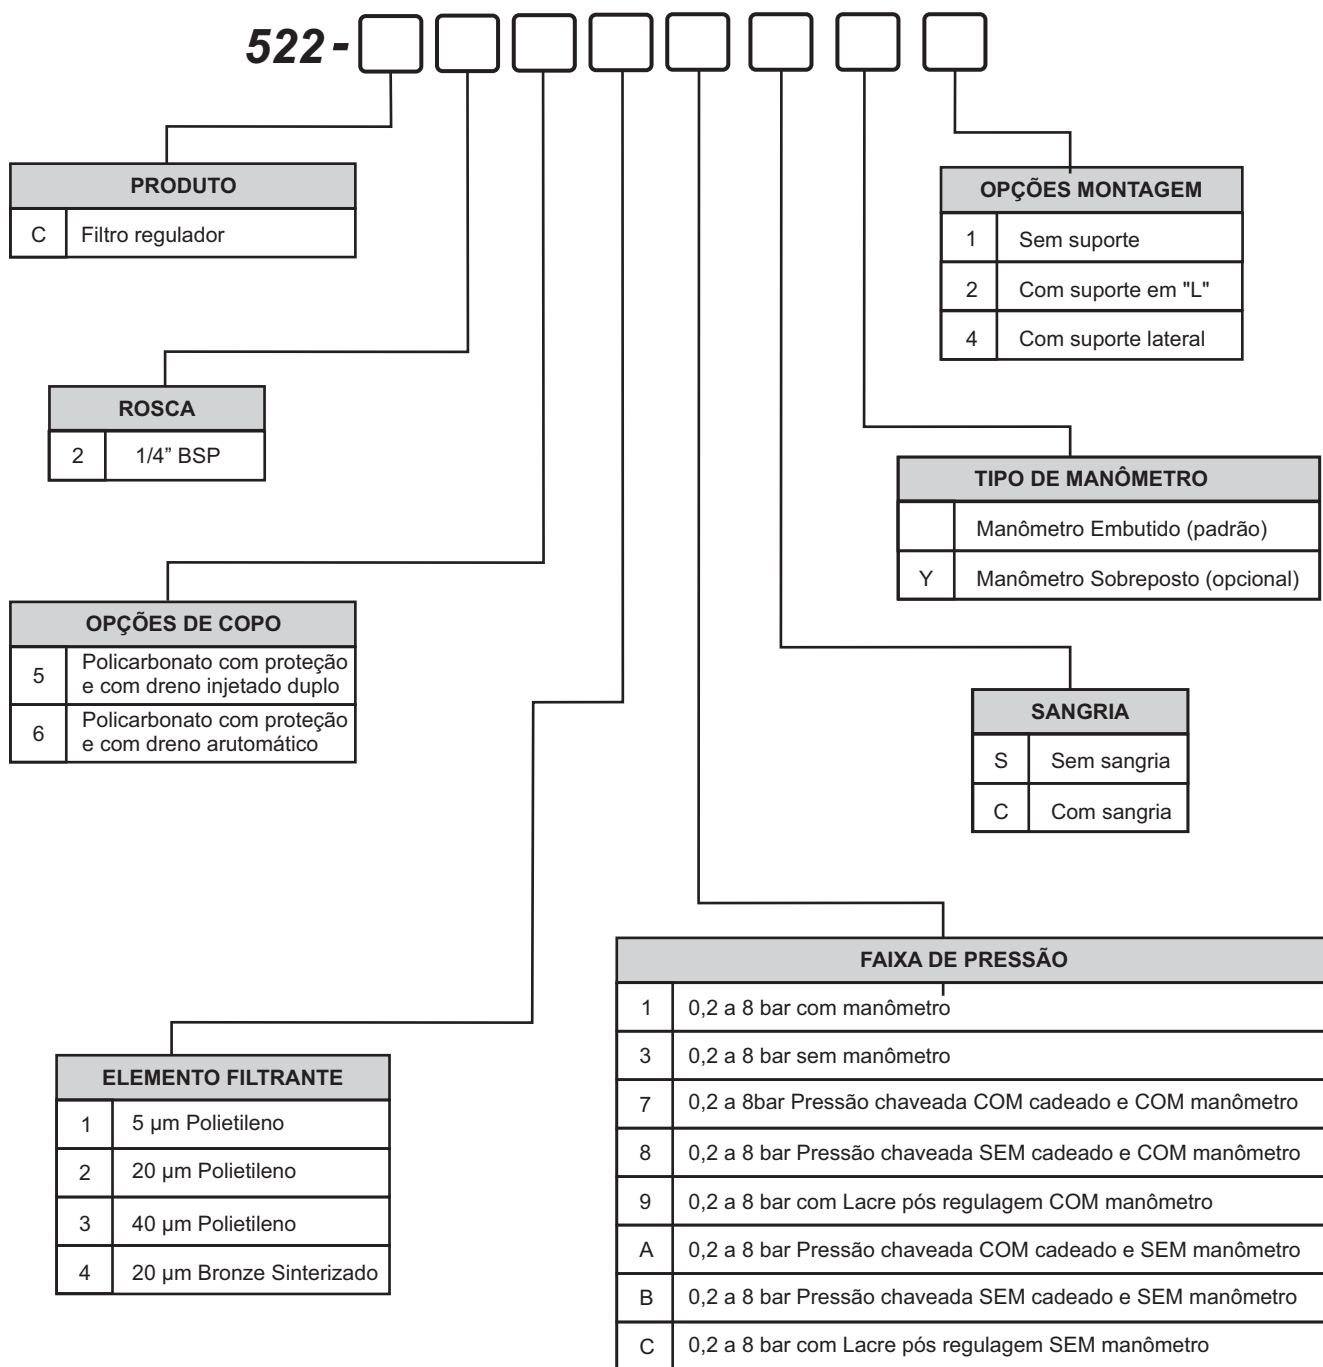 522-
PRODUTO
C Filtro regulador
ROSCA
2 1/4” BSP
OPÇÕES DE COPO
5 Policarbonato com proteção
e com dreno injetado duplo
6 Policarbonato com proteção
e com dreno arutomático
ELEMENTO FILTRANTE
1 5 µm Polietileno
2 20 µm Polietileno
3 40 µm Polietileno
4 20 µm Bronze Sinterizado
OPÇÕES MONTAGEM
1 Sem suporte
2 Com suporte em "L"
4 Com suporte lateral
TIPO DE MANÔMETRO
Manômetro Embutido (padrão)
Y Manômetro Sobreposto (opcional)
SANGRIA
S Sem sangria
C Com sangria
FAIXA DE PRESSÃO
1 0,2 a 8 bar com manômetro
3 0,2 a 8 bar sem manômetro
7 0,2 a 8bar Pressão chaveada COM cadeado e COM manômetro
8 0,2 a 8 bar Pressão chaveada SEM cadeado e COM manômetro
9 0,2 a 8 bar com Lacre pós regulagem COM manômetro
A 0,2 a 8 bar Pressão chaveada COM cadeado e SEM manômetro
B 0,2 a 8 bar Pressão chaveada SEM cadeado e SEM manômetro
C 0,2 a 8 bar com Lacre pós regulagem SEM manômetro